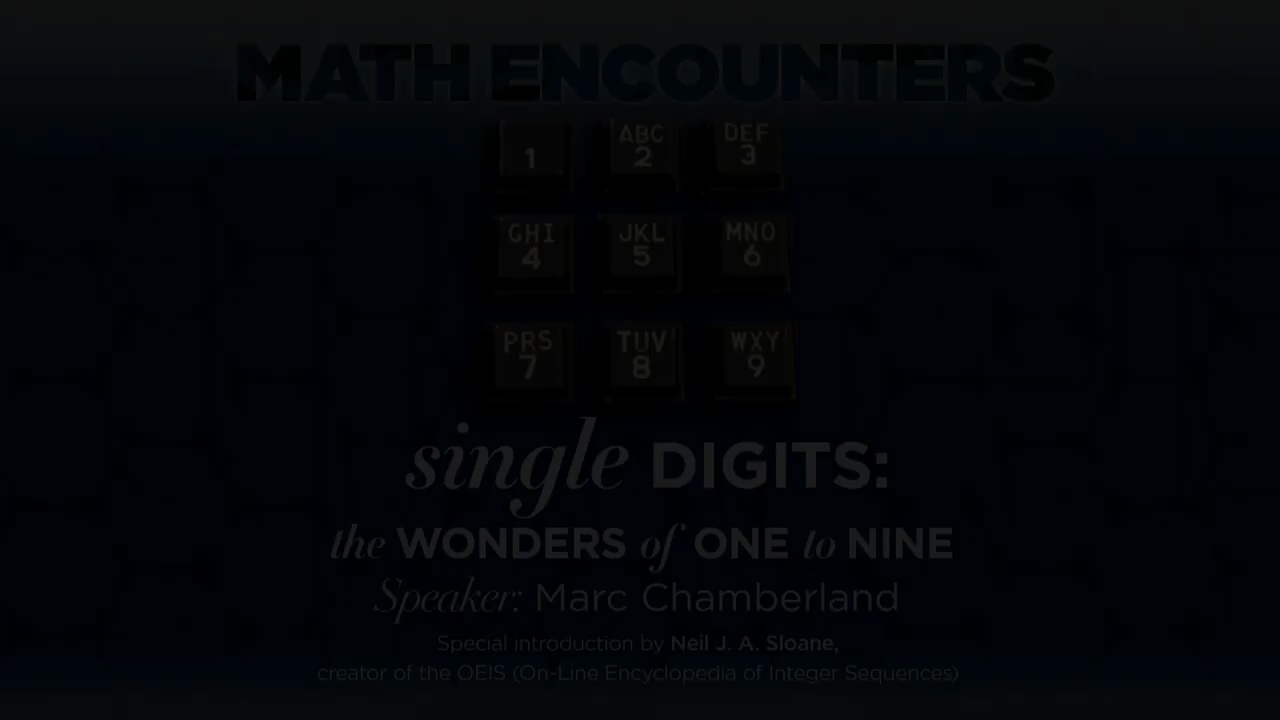 MATH ENCOUNTERS
1 ABC 2 DEF 3
GHI 4 JKL 5 MNO 6
PRS 7 TUV 8 WXY 9
single DIGITS:
the WONDERS of ONE to NINE
Speaker: Marc Chamberland
Special introduction by Neil J. A. Sloane,
creator of the OEIS (On-Line Encyclopedia of Integer Sequences)